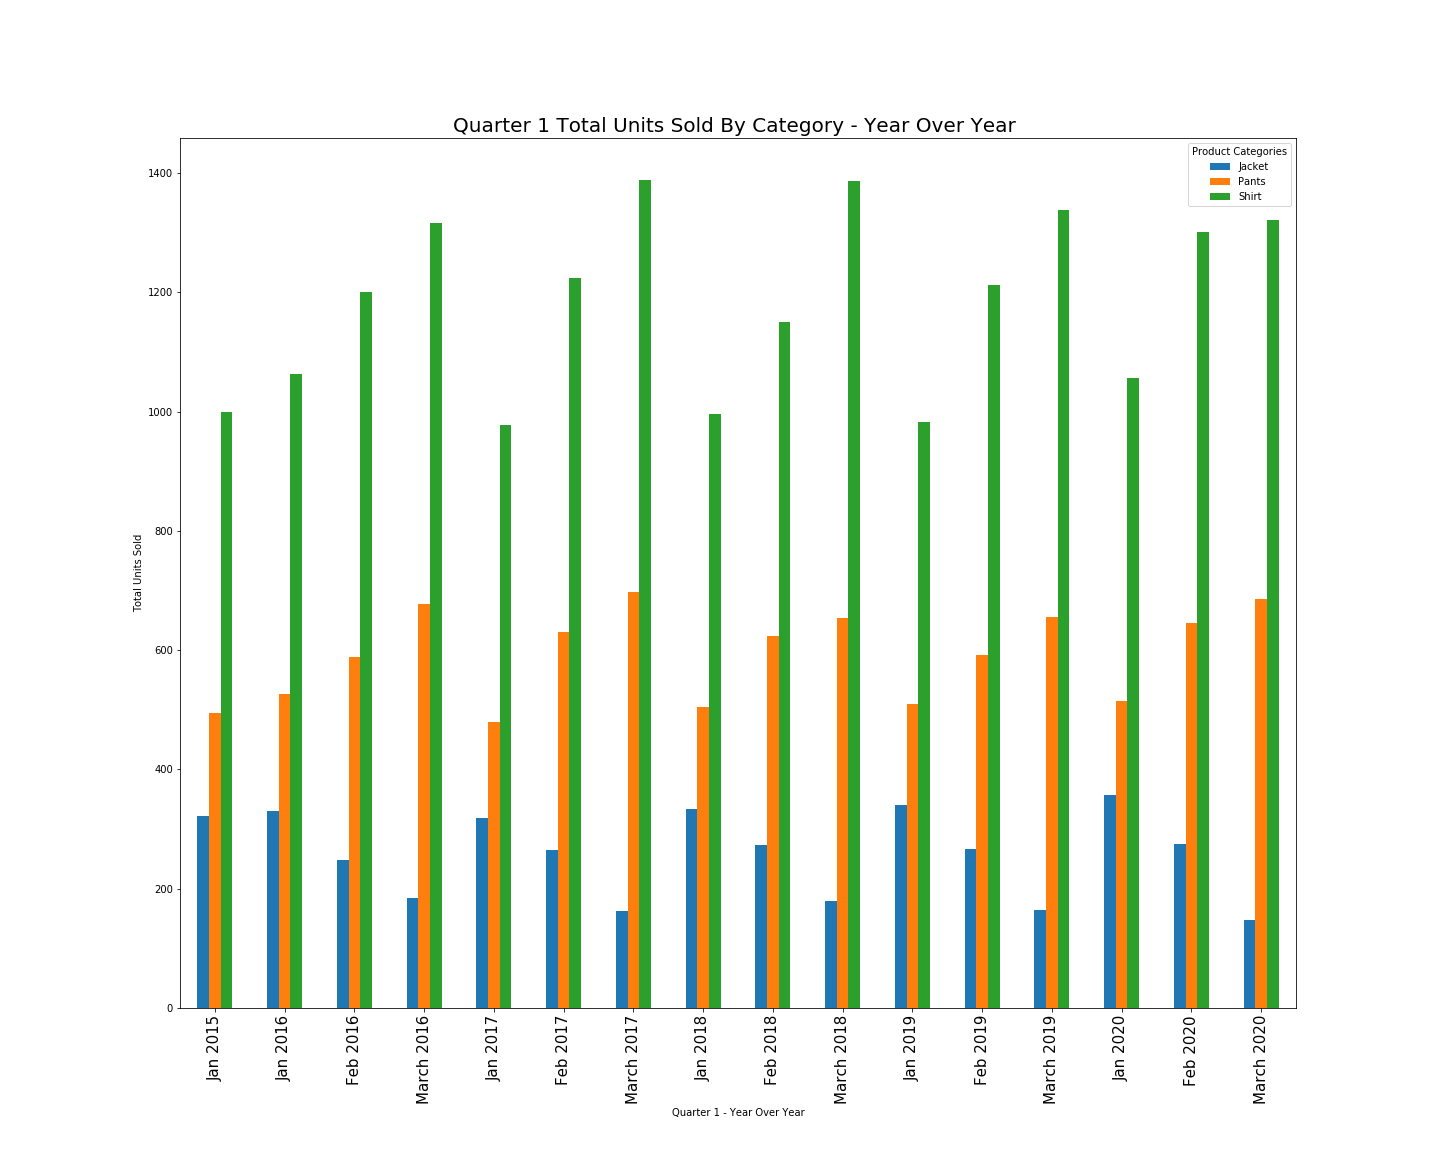 Quarter 1 Total Units Sold By Category - Year Over Year
Product Categories
Jacket
Pants
Shirt
1400
1200
1000
800
600
400
200
0
Total Units Sold
Jan 2015
Jan 2016
Feb 2016
March 2016
Jan 2017
Feb 2017
March 2017
Jan 2018
Feb 2018
March 2018
Jan 2019
Feb 2019
March 2019
Jan 2020
Feb 2020
March 2020
Quarter 1 - Year Over Year